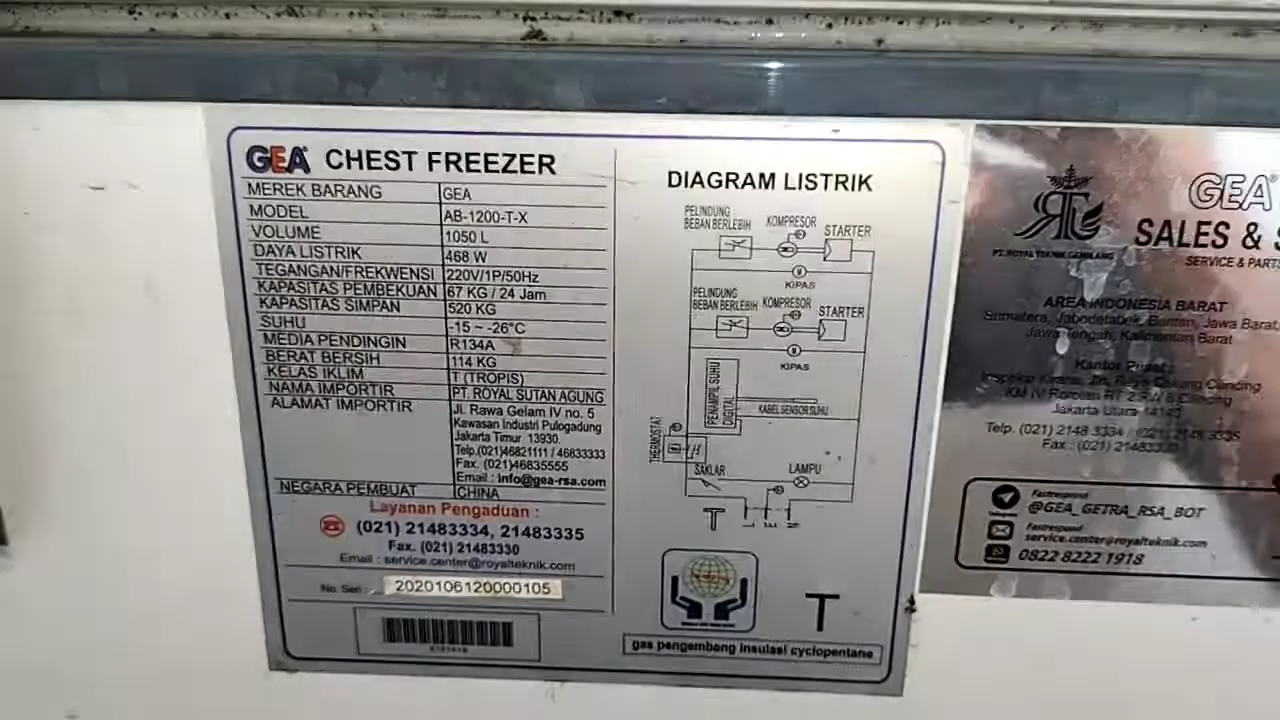 GEA CHEST FREEZER
MEREK BARANG GEA
MODEL AB-1200-T-X
VOLUME 1050 L
DAYA LISTRIK 468 W
TEGANGAN/FREKWENSI 220V/1P/50Hz
KAPASITAS PEMBEKUAN 67 KG / 24 Jam
KAPASITAS SIMPAN 520 KG
SUHU -15 ~ -26°C
MEDIA PENDINGIN R134A
BERAT BERSIH 114 KG
KELAS IKLIM T (TROPIS)
NAMA IMPORTIR PT. ROYAL SUTAN AGUNG
ALAMAT IMPORTIR Jl. Rawa Gelam IV no. 5
Kawasan Industri Pulogadung
Jakarta Timur 13930.
Telp.(021)46821111 / 46833333
Fax. (021)46835555
Email : info@gea-rsa.com
NEGARA PEMBUAT CHINA
Layanan Pengaduan :
(021) 21483334, 21483335
Fax. (021) 21483330
Email : service.center@royalteknik.com
No. Seri : 2020106120000105
DIAGRAM LISTRIK
PELINDUNG
BEBAN BERLEBIH
KOMPRESOR
STARTER
KIPAS
PELINDUNG
BEBAN BERLEBIH
KOMPRESOR
STARTER
KIPAS
PENAMPIL SUHU
DIGITAL
KABEL SENSOR SUHU
THERMOSTAT
SAKLAR
LAMPU
T
L E N
T
gas pengembang insulasi cyclopentane
RTG
PT. ROYAL TEKNIK GEMILANG
GEA
SALES &
SERVICE &
AREA INDONESIA BARAT
Sumatera, Jabodetabek, Banten, Jawa Barat
Jawa Tengah, Kalimantan Barat
Kantor Pusat :
Jakarta Utara
Telp. (021) 2148 3334 / (021) 2148 3335
Fax : (021)
Fastrespond
@GEA_GETRA_RSA_BOT
Fastrespond
service.center@royalteknik.com
0822 8222 1918